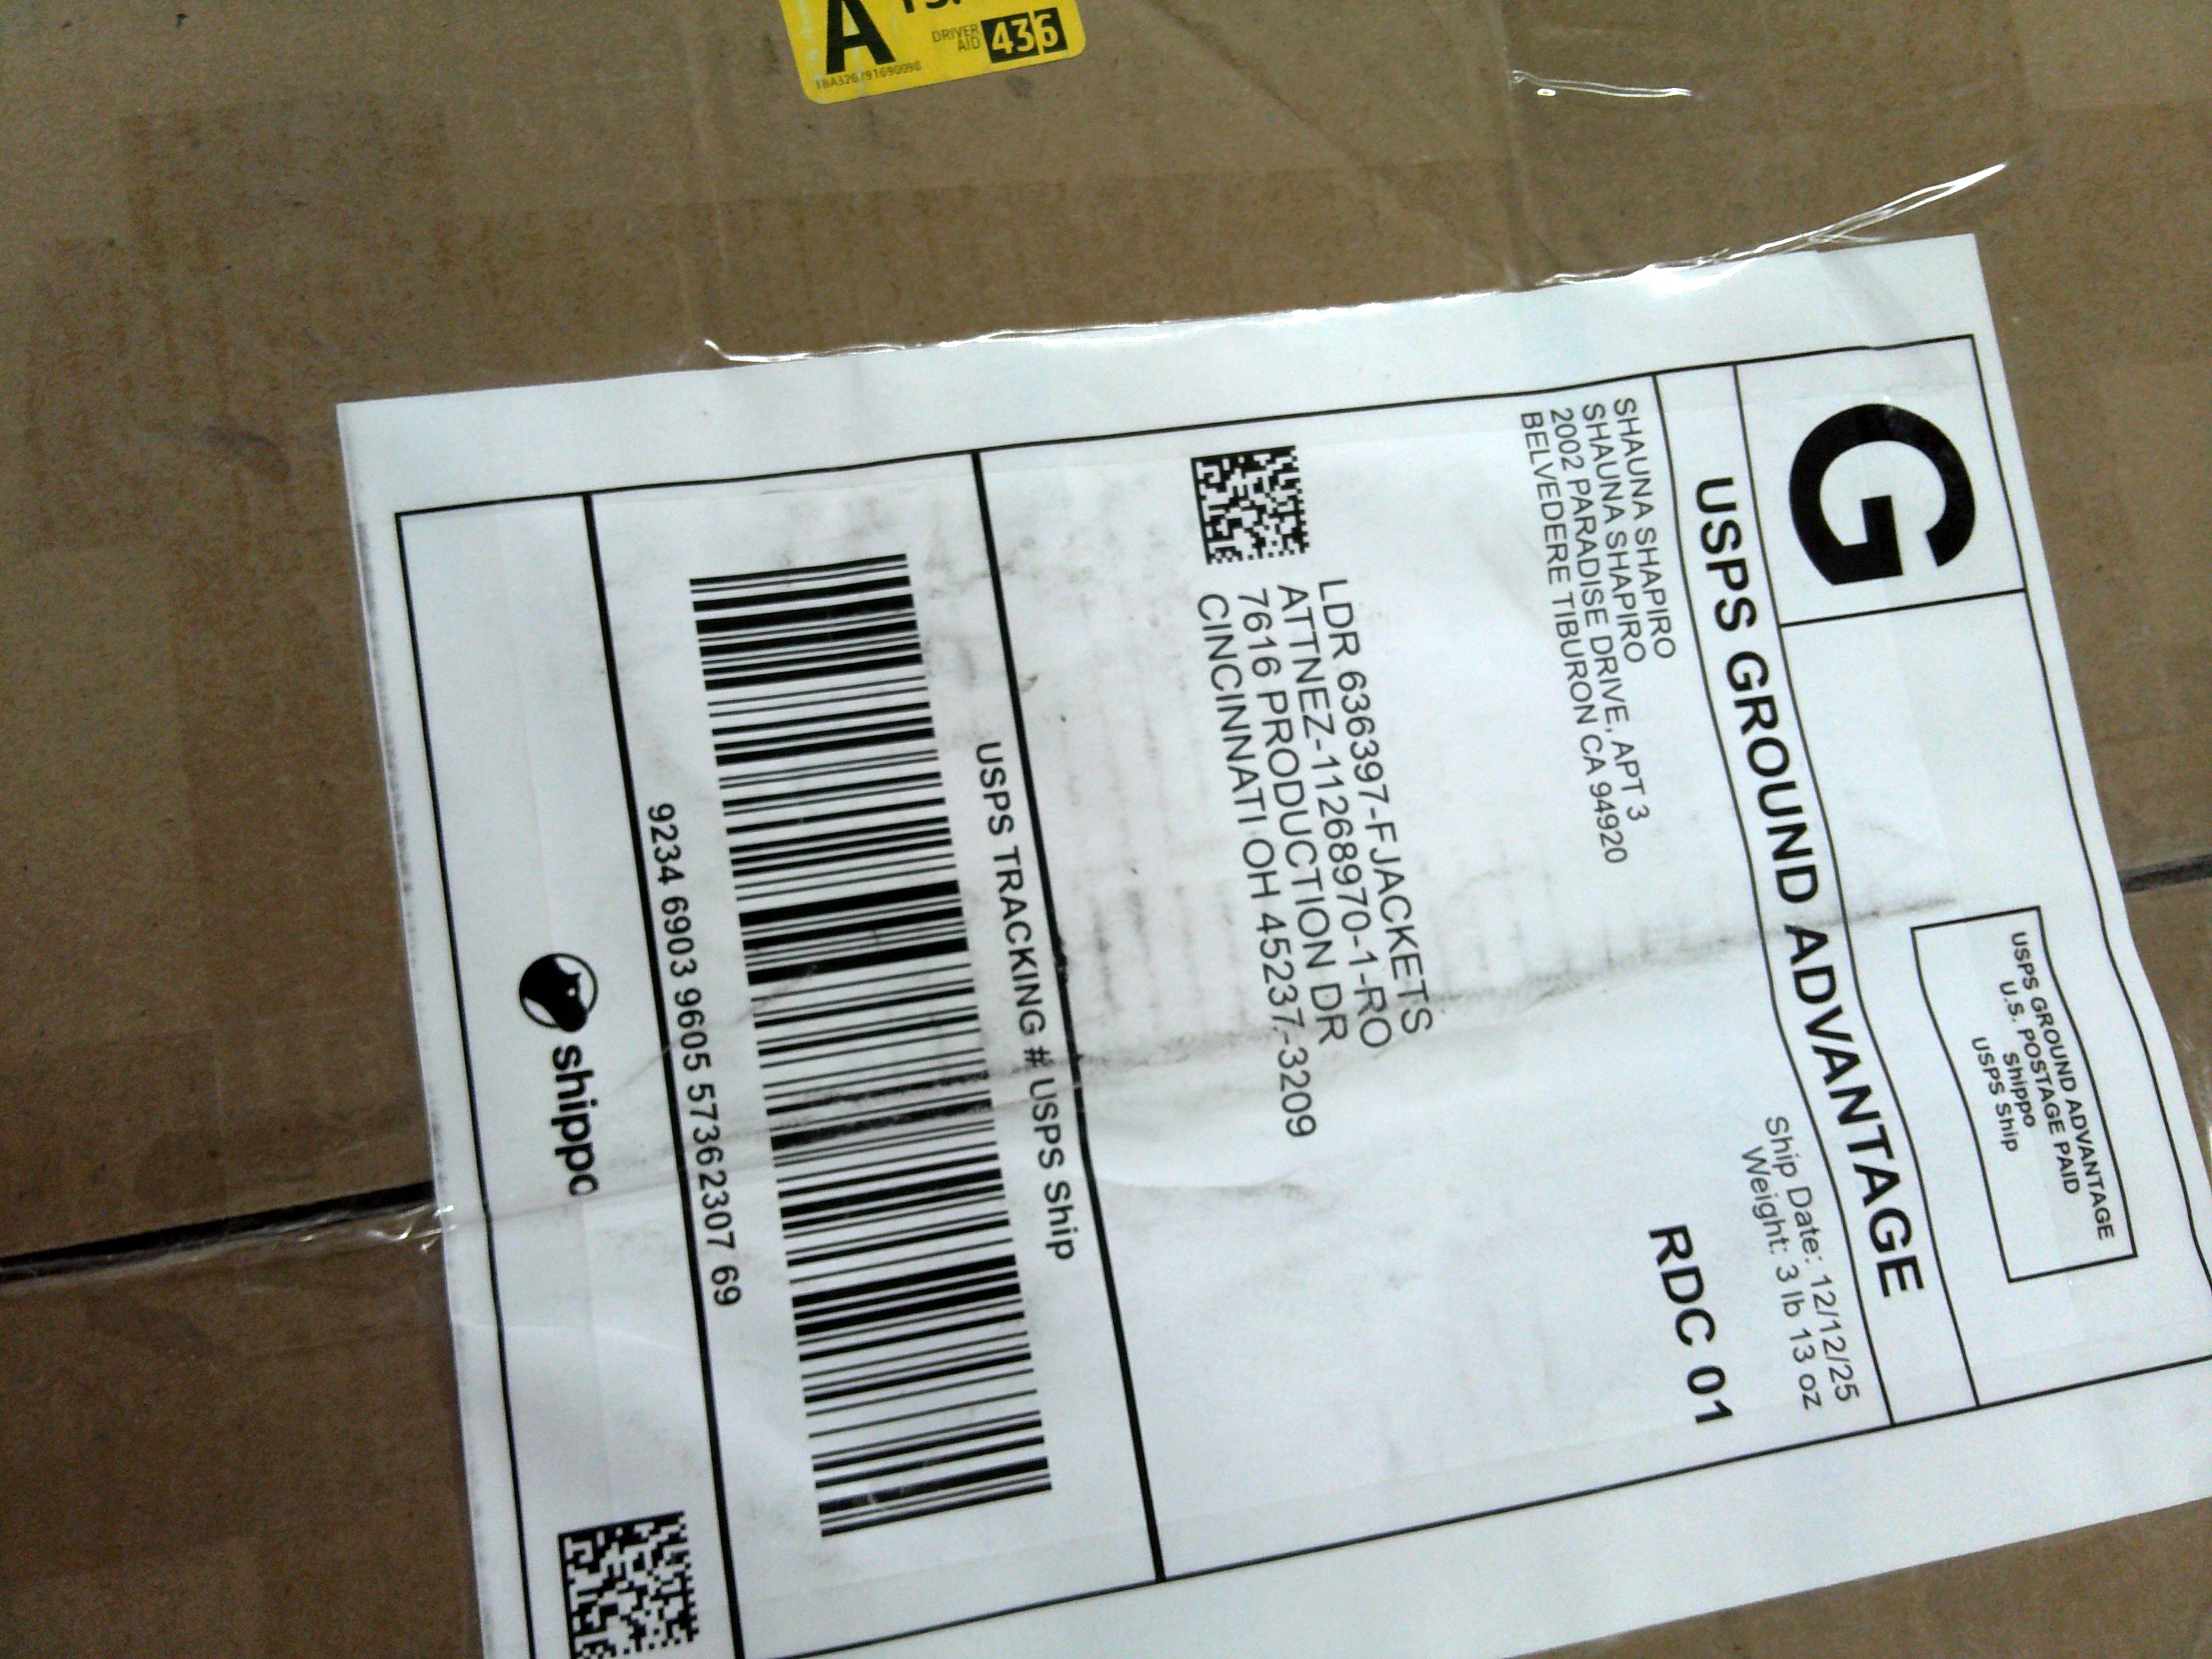 A
DRIVER
AID
436
G
USPS GROUND ADVANTAGE
U.S. POSTAGE PAID
Shippo
USPS Ship
USPS GROUND ADVANTAGE
SHAUNA SHAPIRO
SHAUNA SHAPIRO
2002 PARADISE DRIVE, APT 3
BELVEDERE TIBURON CA 94920
Ship Date: 12/12/25
Weight: 3 lb 13 oz
RDC 01
LDR 636397-FJACKETS
ATTNEZ-11268970-1-RO
7616 PRODUCTION DR
CINCINNATI OH 45237-3209
USPS TRACKING # USPS Ship
9234 6903 9605 5736 2307 69
shippo